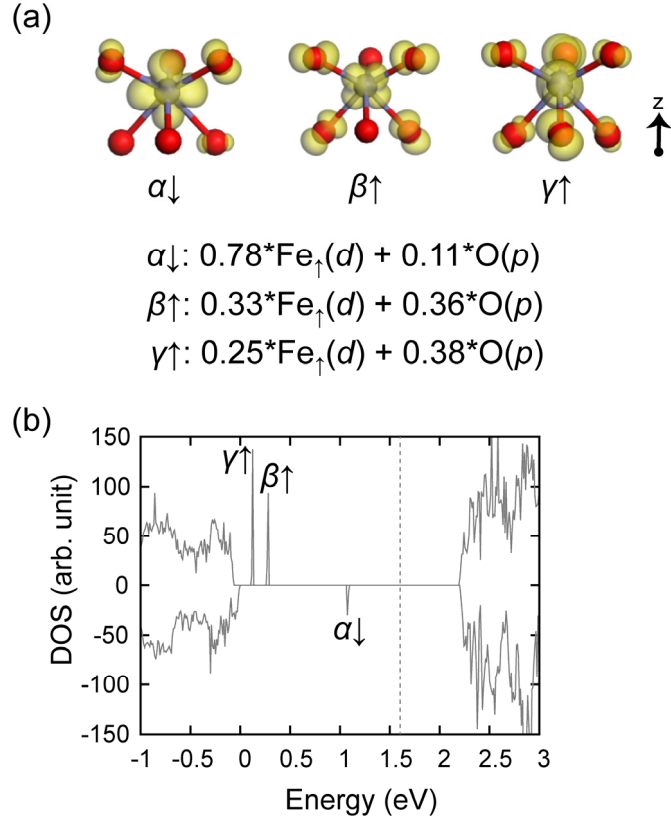 (a)
z
α↓ β↑ γ↑
α↓: 0.78*Fe↑(d) + 0.11*O(p)
β↑: 0.33*Fe↑(d) + 0.36*O(p)
γ↑: 0.25*Fe↑(d) + 0.38*O(p)
(b)
DOS (arb. unit)
150
100
50
0
-50
-100
-150
γ↑
β↑
α↓
-1 -0.5 0 0.5 1 1.5 2 2.5 3
Energy (eV)